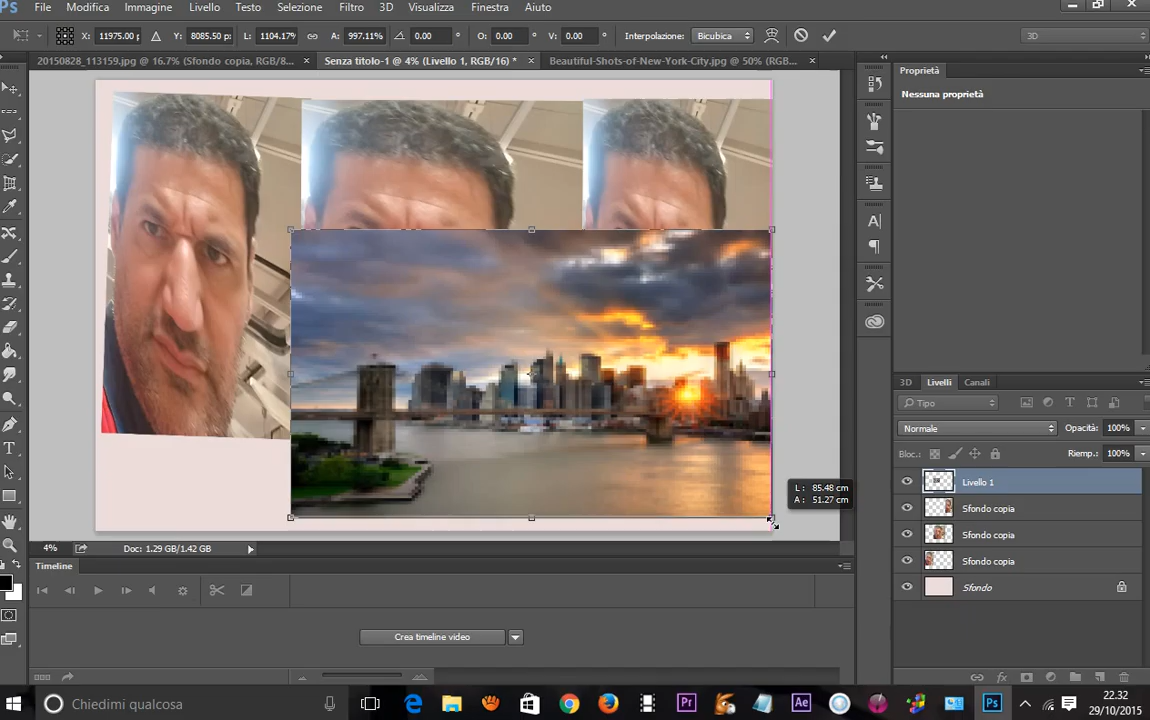 Ps File Modifica Immagine Livello Testo Selezione Filtro 3D Visualizza Finestra Aiuto
X: 11975.00 Y: 8085.50 p L: 1104.17% A: 997.11% 0.00 ° O: 0.00 ° V: 0.00 ° Interpolazione: Bicubica 3D
20150828_113159.jpg @ 16.7% (Sfondo copia, RGB/8... × Senza titolo-1 @ 4% (Livello 1, RGB/16) * × Beautiful-Shots-of-New-York-City.jpg @ 50% (RGB... ×
Proprietà
Nessuna proprietà
3D Livelli Canali
Tipo
Normale Opacità: 100%
Bloc.: Riemp.: 100%
Livello 1
L: 85.48 cm
A: 51.27 cm
Sfondo copia
Sfondo copia
Sfondo copia
Sfondo
4% Doc: 1.29 GB/1.42 GB
Timeline
Crea timeline video
Chiedimi qualcosa
Pr Ae Ps
22.32
29/10/2015